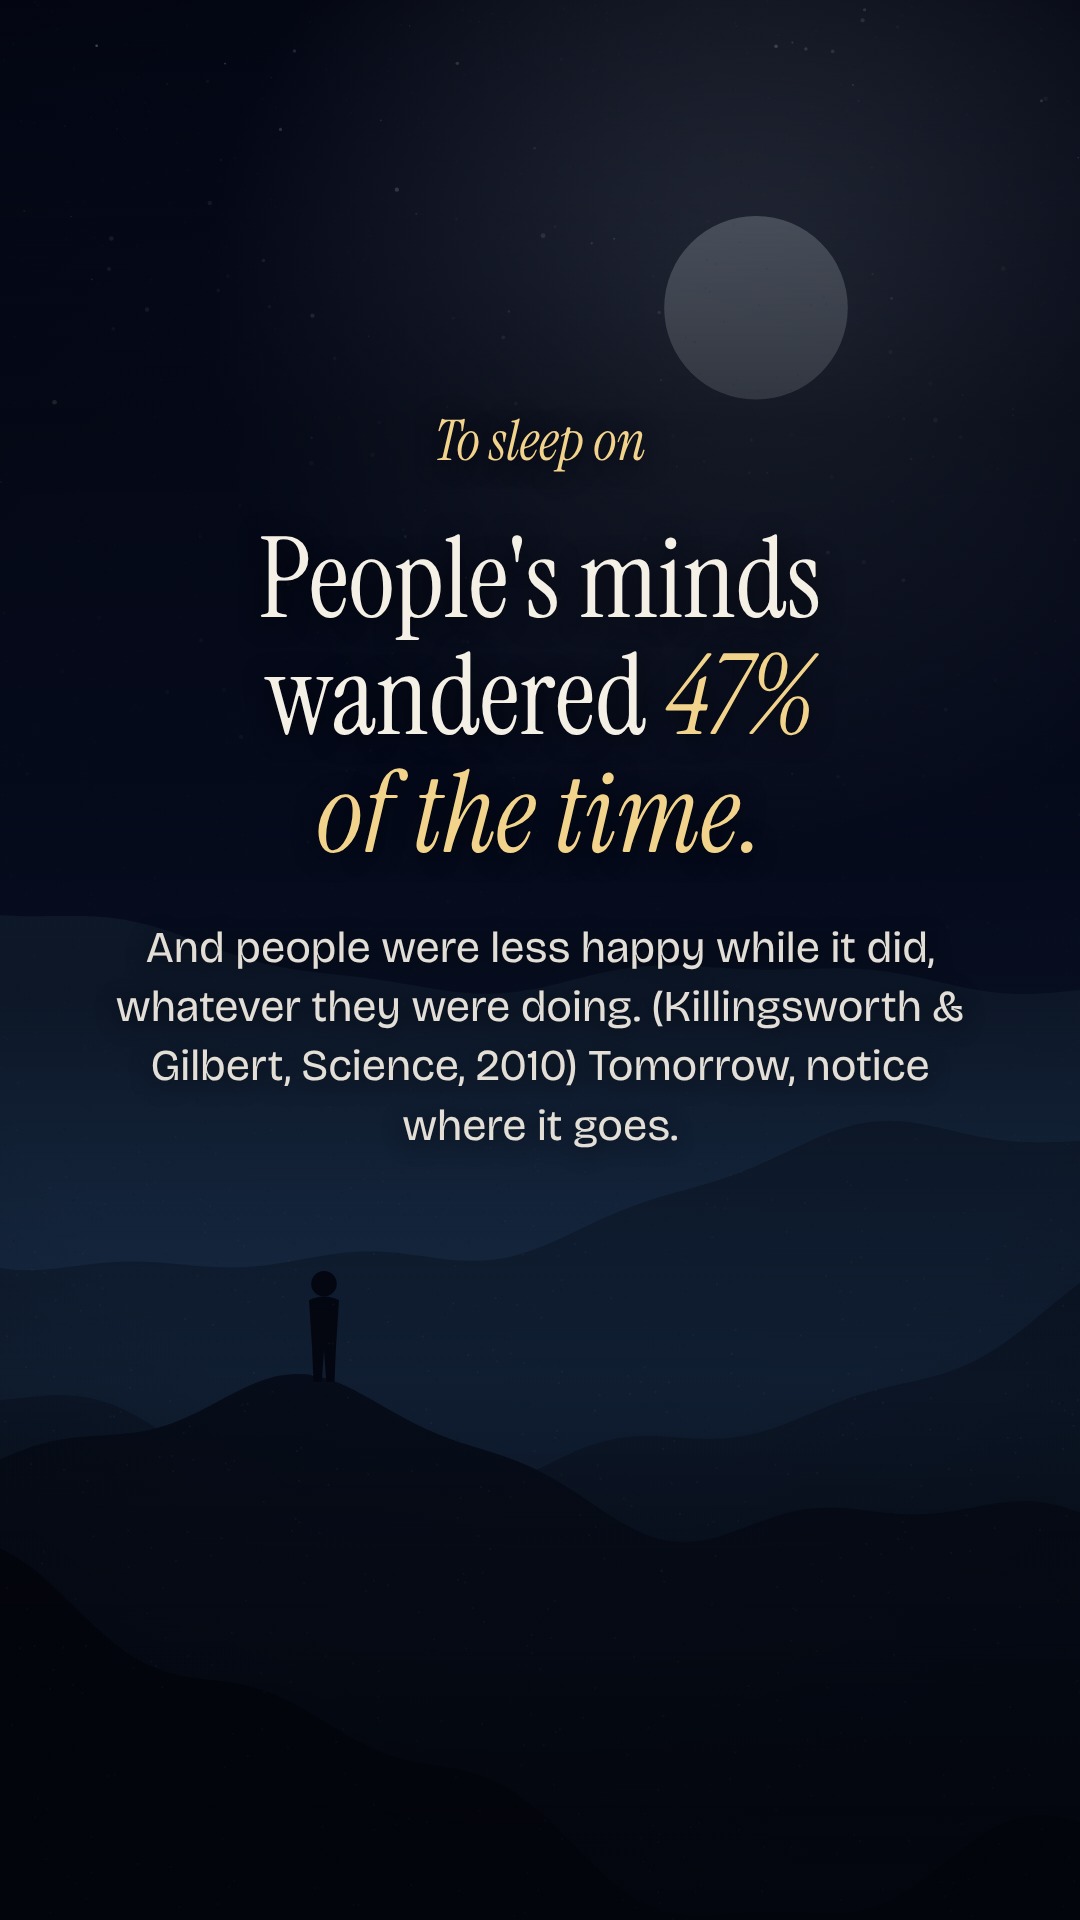 To sleep on
People's minds
wandered 47%
of the time.
And people were less happy while it did,
whatever they were doing. (Killingsworth &
Gilbert, Science, 2010) Tomorrow, notice
where it goes.